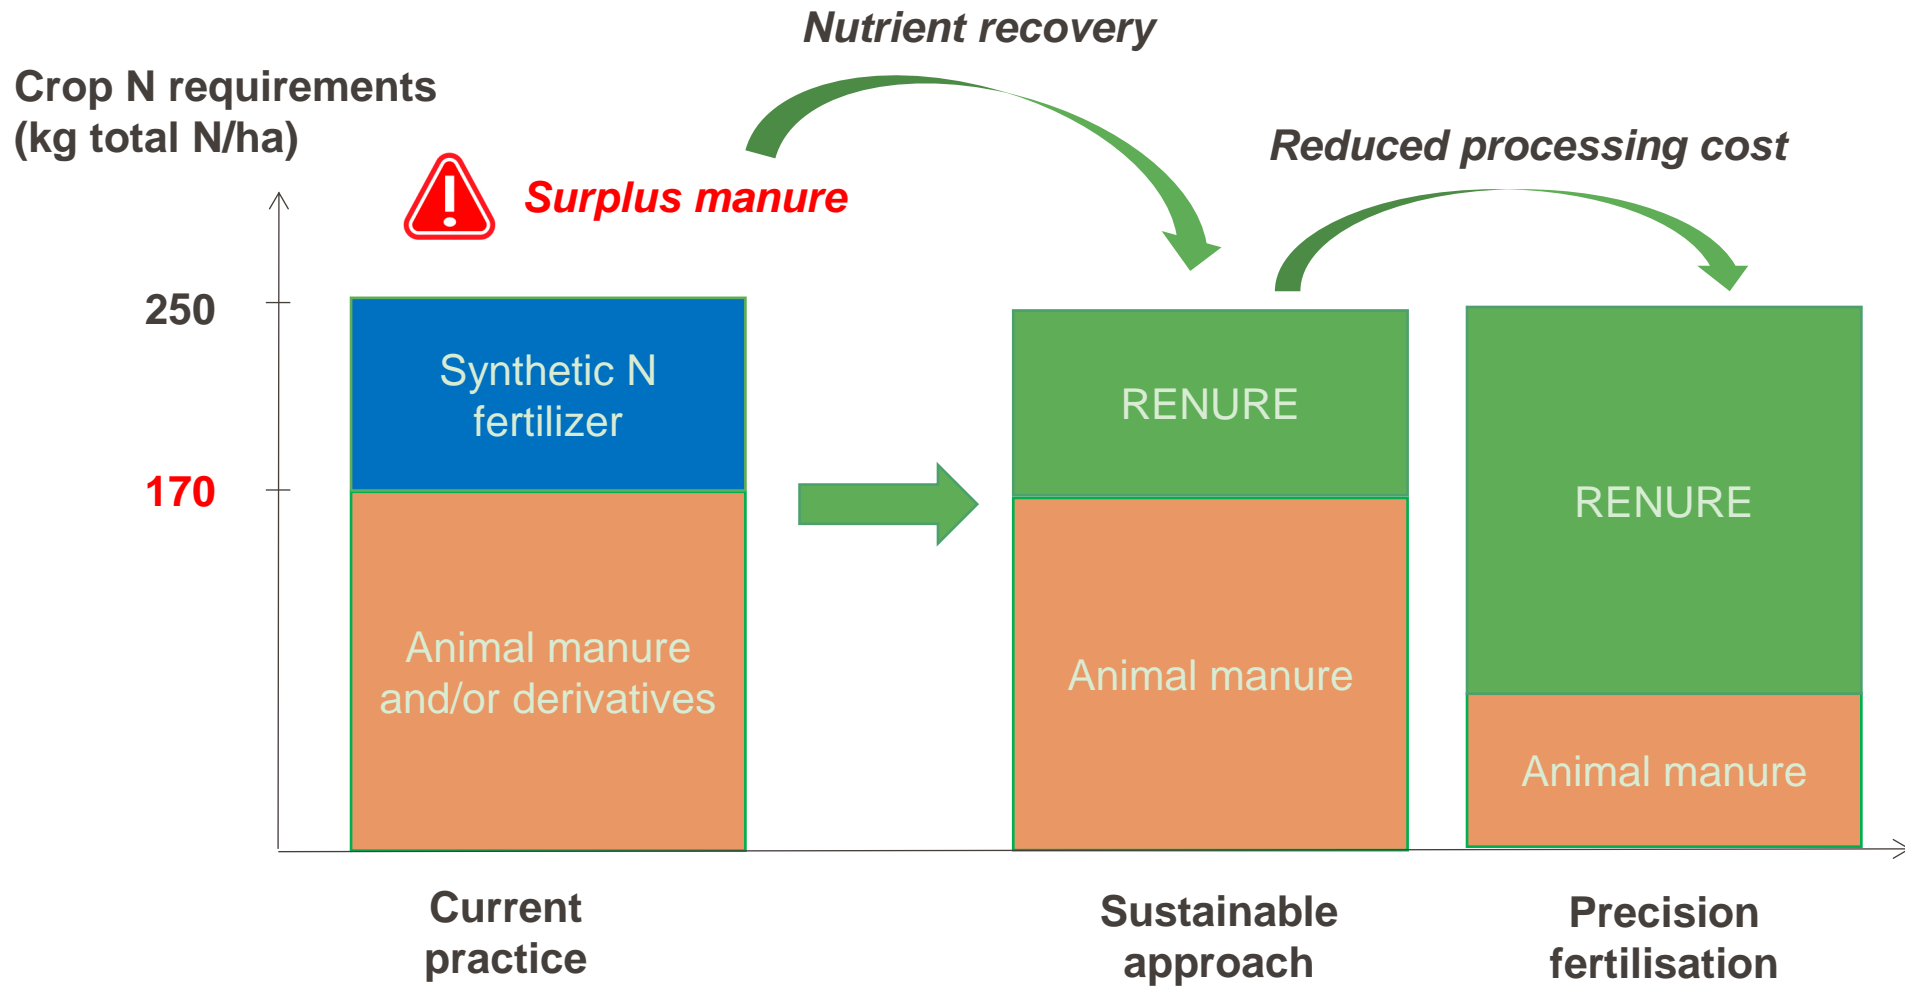 Nutrient recovery
Crop N requirements
(kg total N/ha)
Reduced processing cost
Surplus manure
250
170
Synthetic N
fertilizer
Animal manure
and/or derivatives
RENURE
Animal manure
RENURE
Animal manure
Current
practice
Sustainable
approach
Precision
fertilisation